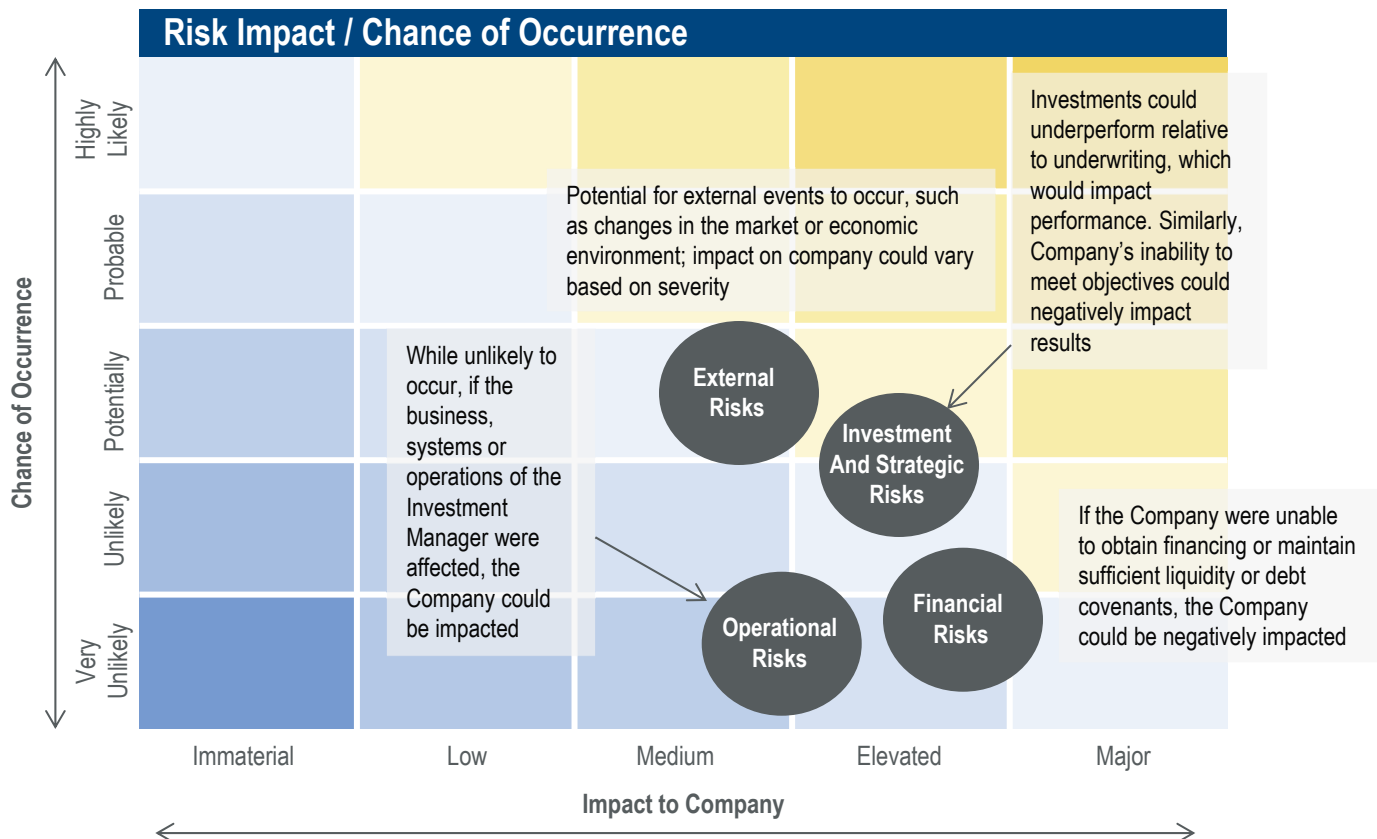 Risk Impact / Chance of Occurrence
Chance of Occurrence
Highly
Likely
Probable
Potentially
Unlikely
Very
Unlikely
Investments could
underperform relative
to underwriting, which
would impact
performance. Similarly,
Company’s inability to
meet objectives could
negatively impact
results
Potential for external events to occur, such
as changes in the market or economic
environment; impact on company could vary
based on severity
While unlikely to
occur, if the
business,
systems or
operations of the
Investment
Manager were
affected, the
Company could
be impacted
External
Risks
Investment
And Strategic
Risks
If the Company were unable
to obtain financing or maintain
sufficient liquidity or debt
covenants, the Company
could be negatively impacted
Operational
Risks
Financial
Risks
Immaterial
Low
Medium
Elevated
Major
Impact to Company